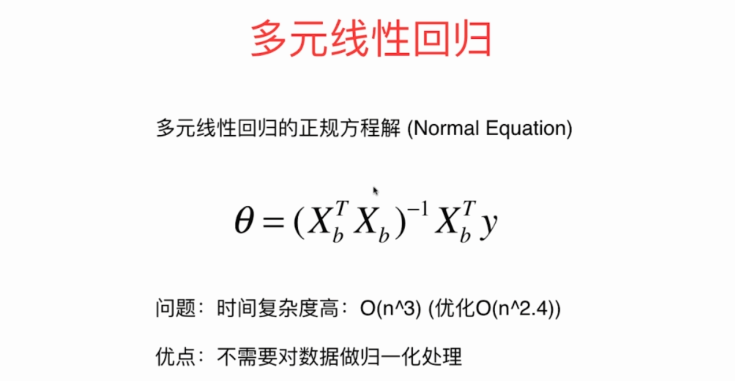 多元线性回归
多元线性回归的正规方程解 (Normal Equation)
θ = (X_b^T X_b)^{-1} X_b^T y
问题：时间复杂度高：O(n^3) (优化O(n^2.4))
优点：不需要对数据做归一化处理